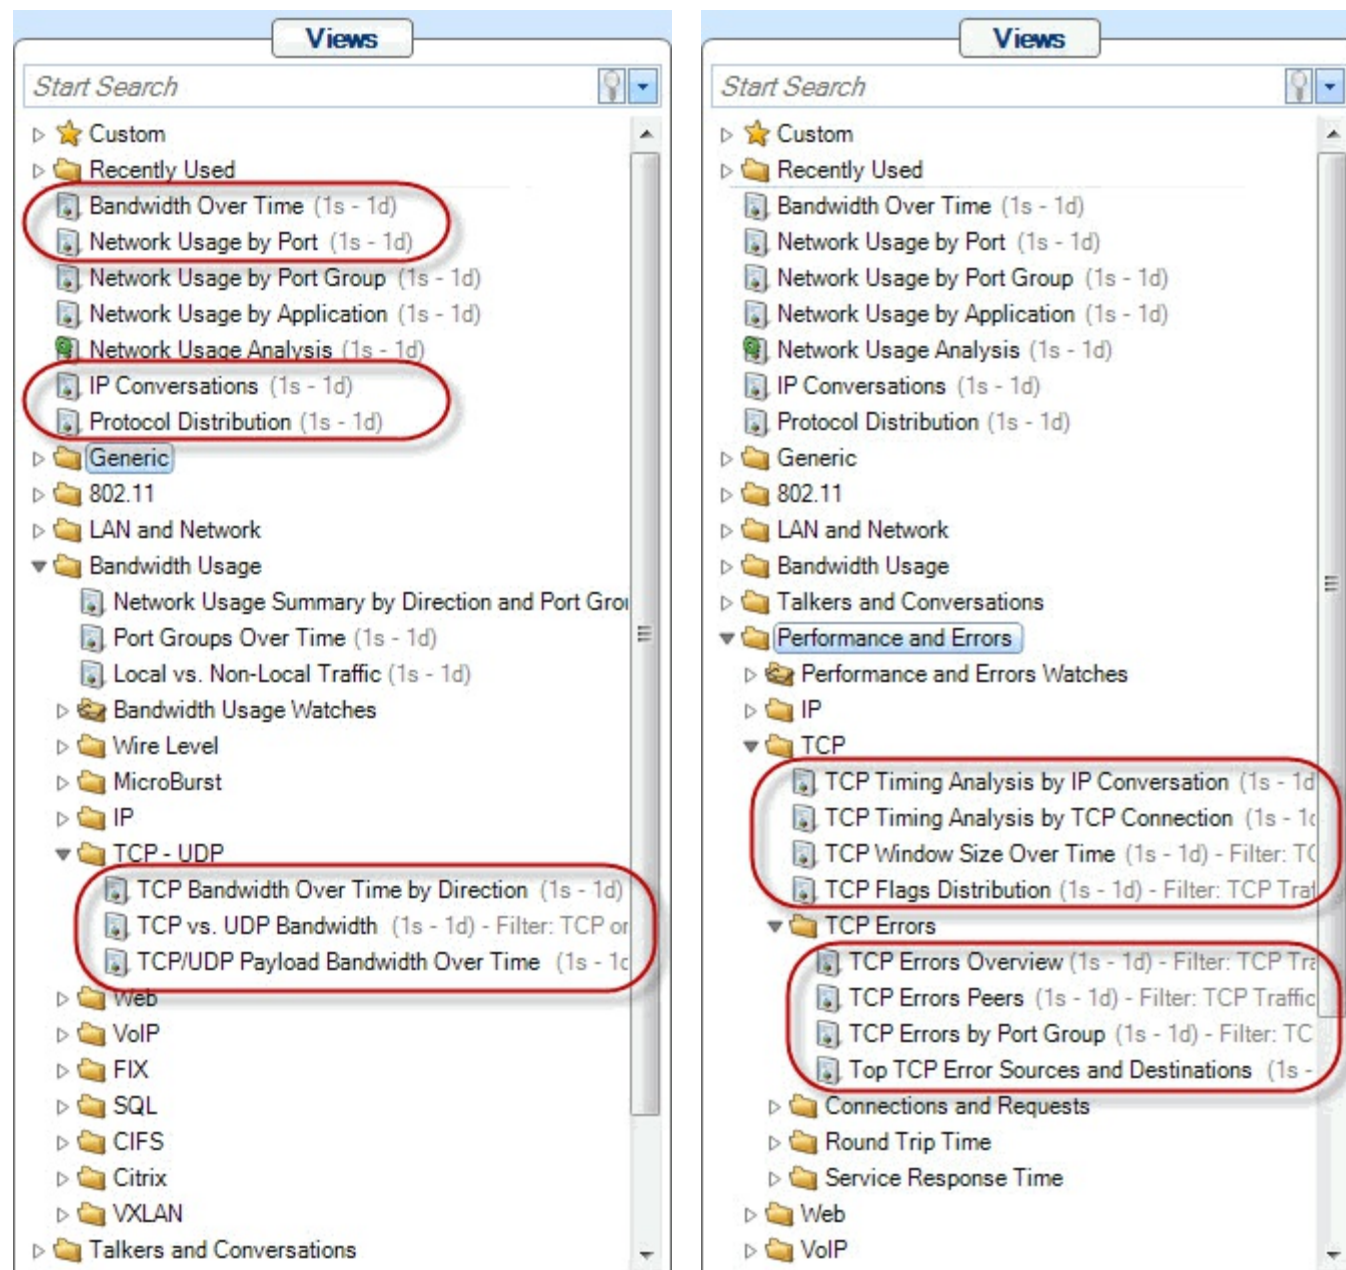 Views
Start Search
Custom
Recently Used
Bandwidth Over Time (1s - 1d)
Network Usage by Port (1s - 1d)
Network Usage by Port Group (1s - 1d)
Network Usage by Application (1s - 1d)
Network Usage Analysis (1s - 1d)
IP Conversations (1s - 1d)
Protocol Distribution (1s - 1d)
Generic
802.11
LAN and Network
Bandwidth Usage
Network Usage Summary by Direction and Port Grou
Port Groups Over Time (1s - 1d)
Local vs. Non-Local Traffic (1s - 1d)
Bandwidth Usage Watches
Wire Level
MicroBurst
IP
TCP - UDP
TCP Bandwidth Over Time by Direction (1s - 1d)
TCP vs. UDP Bandwidth (1s - 1d) - Filter: TCP or
TCP/UDP Payload Bandwidth Over Time (1s - 1d
Web
VoIP
FIX
SQL
CIFS
Citrix
VXLAN
Talkers and Conversations
Views
Start Search
Custom
Recently Used
Bandwidth Over Time (1s - 1d)
Network Usage by Port (1s - 1d)
Network Usage by Port Group (1s - 1d)
Network Usage by Application (1s - 1d)
Network Usage Analysis (1s - 1d)
IP Conversations (1s - 1d)
Protocol Distribution (1s - 1d)
Generic
802.11
LAN and Network
Bandwidth Usage
Talkers and Conversations
Performance and Errors
Performance and Errors Watches
IP
TCP
TCP Timing Analysis by IP Conversation (1s - 1d
TCP Timing Analysis by TCP Connection (1s - 1d
TCP Window Size Over Time (1s - 1d) - Filter: TC
TCP Flags Distribution (1s - 1d) - Filter: TCP Traf
TCP Errors
TCP Errors Overview (1s - 1d) - Filter: TCP Tra
TCP Errors Peers (1s - 1d) - Filter: TCP Traffic
TCP Errors by Port Group (1s - 1d) - Filter: TC
Top TCP Error Sources and Destinations (1s -
Connections and Requests
Round Trip Time
Service Response Time
Web
VoIP